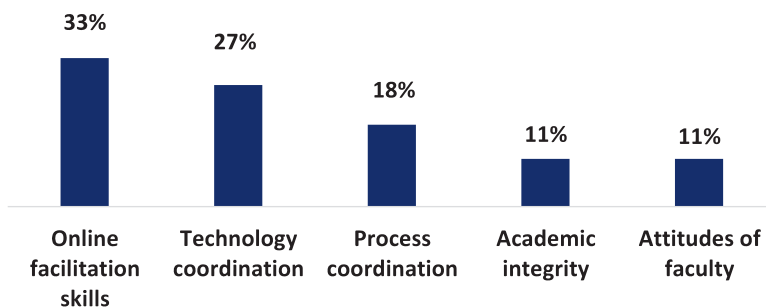 33%
27%
18%
11%
11%
Online
facilitation
skills
Technology
coordination
Process
coordination
Academic
integrity
Attitudes of
faculty